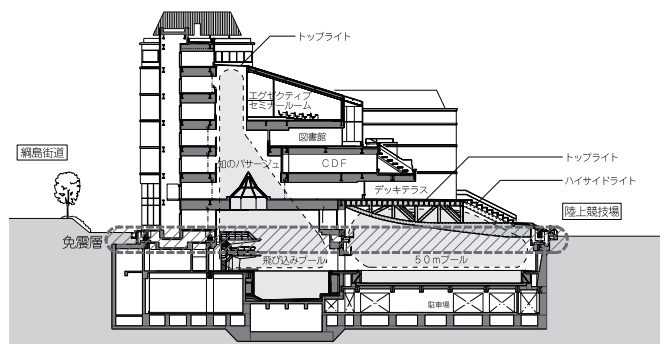 トップライト
エグゼクティブ
セミナールーム
図書館
綱島街道
知のパサージュ
CDF
トップライト
デッキテラス
ハイサイドライト
陸上競技場
免震層
飛び込みプール
50mプール
駐車場